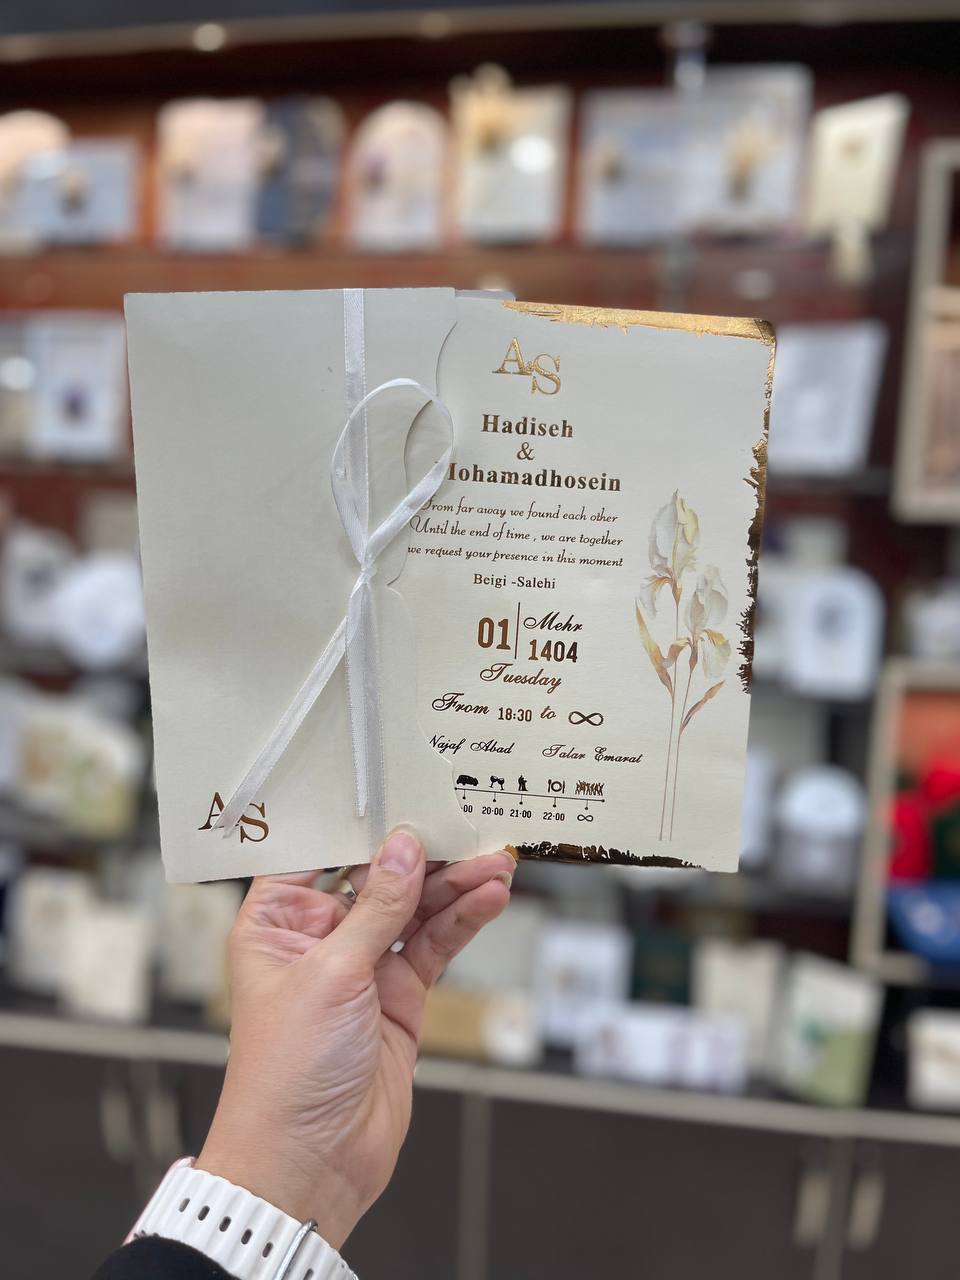 A&S
Hadiseh
&
Mohamadhosein
From far away we found each other
Until the end of time , we are together
we request your presence in this moment
Beigi -Salehi
01 Mehr
1404
Tuesday
From 18:30 to ∞
Najaf Abad Talar Emarat
:00 20:00 21:00 22:00 ∞
A&S